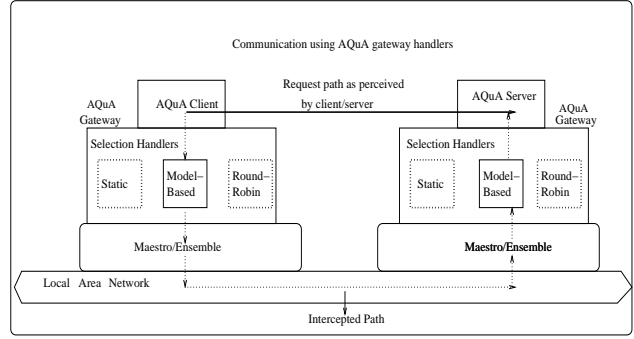 Communication using AQuA gateway handlers
Request path as perceived
by client/server
AQuA
Gateway
AQuA Client
AQuA Server
AQuA
Gateway
Selection Handlers
Static
Model−
Based
Round−
Robin
Selection Handlers
Static
Model−
Based
Round−
Robin
Maestro/Ensemble
Maestro/Ensemble
Local Area Network
Intercepted Path